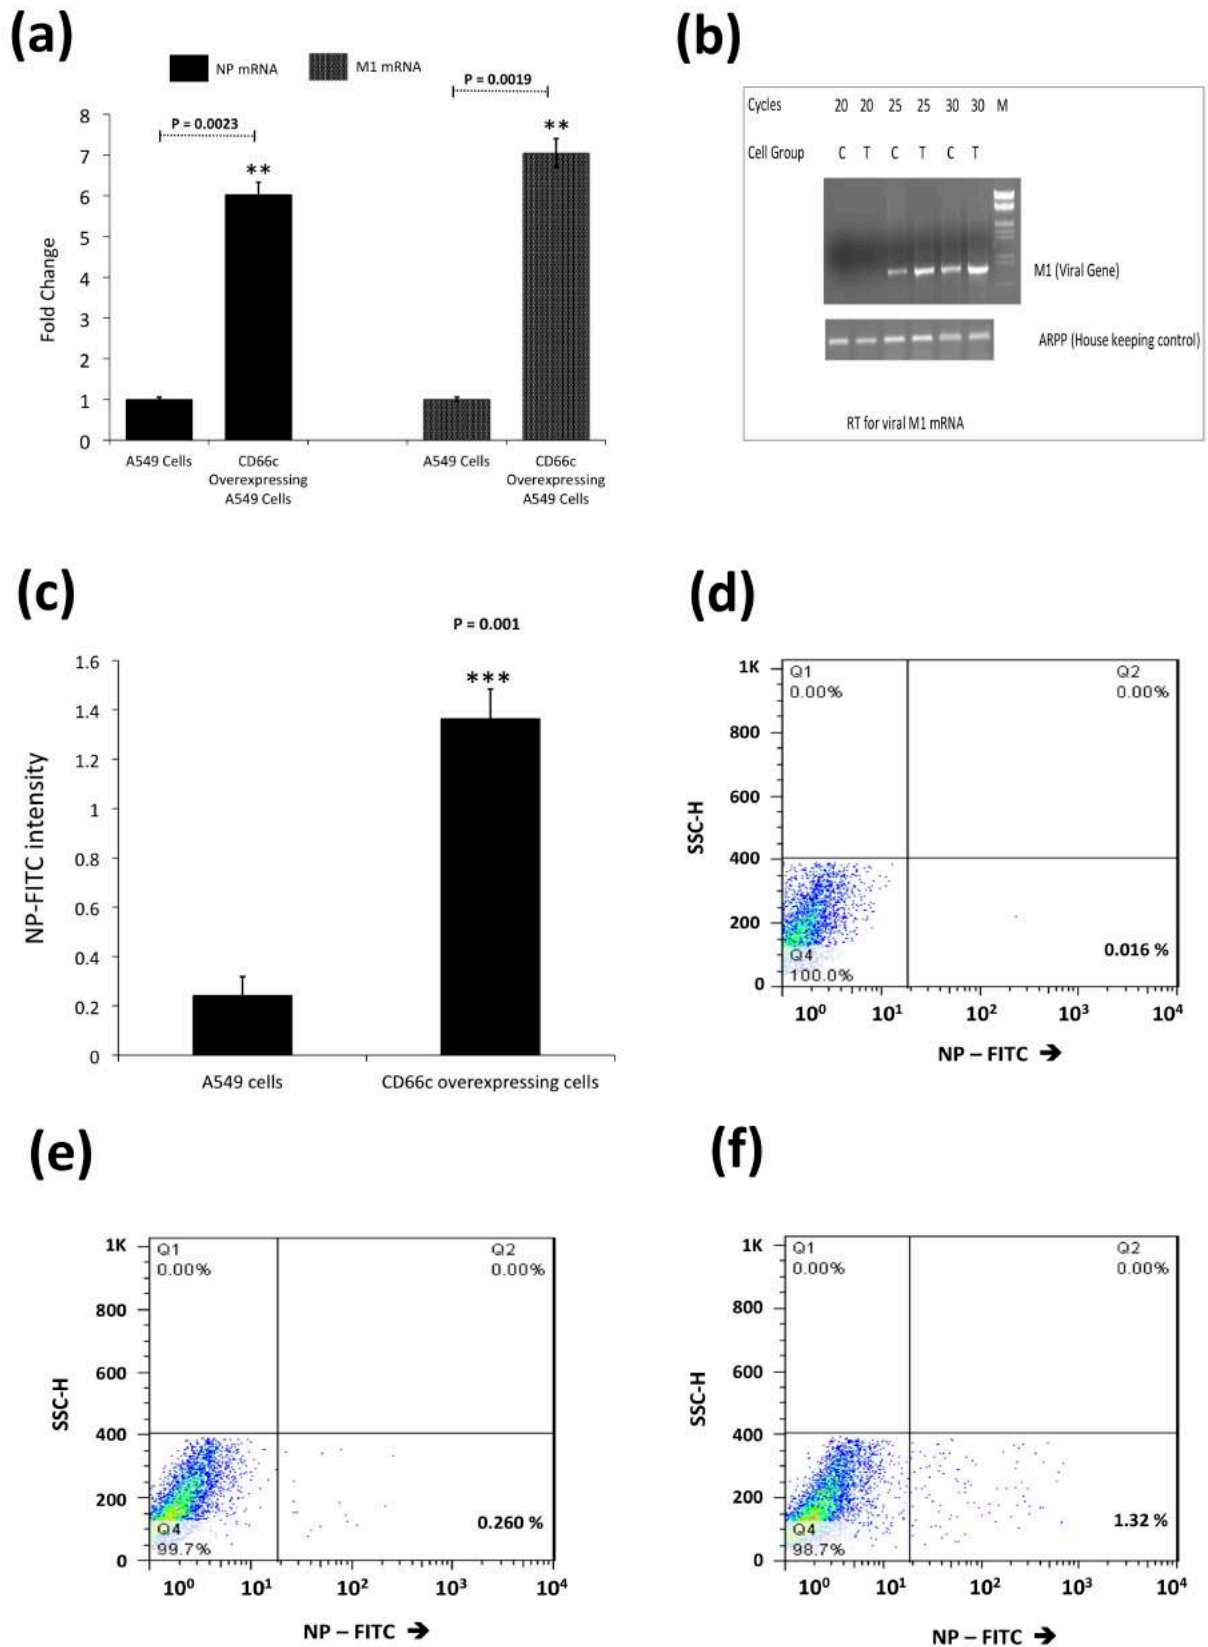 (a)
NP mRNA M1 mRNA
P = 0.0019
P = 0.0023
**
**
Fold Change
8
7
6
5
4
3
2
1
0
A549 Cells CD66c Overexpressing A549 Cells A549 Cells CD66c Overexpressing A549 Cells
(b)
Cycles 20 20 25 25 30 30 M
Cell Group C T C T C T
M1 (Viral Gene)
ARPP (House keeping control)
RT for viral M1 mRNA
(c)
P = 0.001
***
NP-FITC intensity
1.6
1.4
1.2
1
0.8
0.6
0.4
0.2
0
A549 cells CD66c overexpressing cells
(d)
SSC-H
1K
800
600
400
200
0
Q1 Q2
0.00% 0.00%
0.016 %
Q4
100.0%
10⁰ 10¹ 10² 10³ 10⁴
NP – FITC ➔
(e)
SSC-H
1K
800
600
400
200
0
Q1 Q2
0.00% 0.00%
0.260 %
Q4
99.7%
10⁰ 10¹ 10² 10³ 10⁴
NP – FITC ➔
(f)
SSC-H
1K
800
600
400
200
0
Q1 Q2
0.00% 0.00%
1.32 %
Q4
98.7%
10⁰ 10¹ 10² 10³ 10⁴
NP – FITC ➔